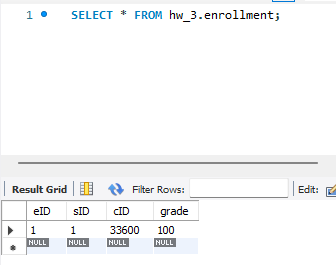 1 SELECT * FROM hw_3.enrollment;
Result Grid Filter Rows: Edit:
eID sID cID grade
1 1 33600 100
NULL NULL NULL NULL